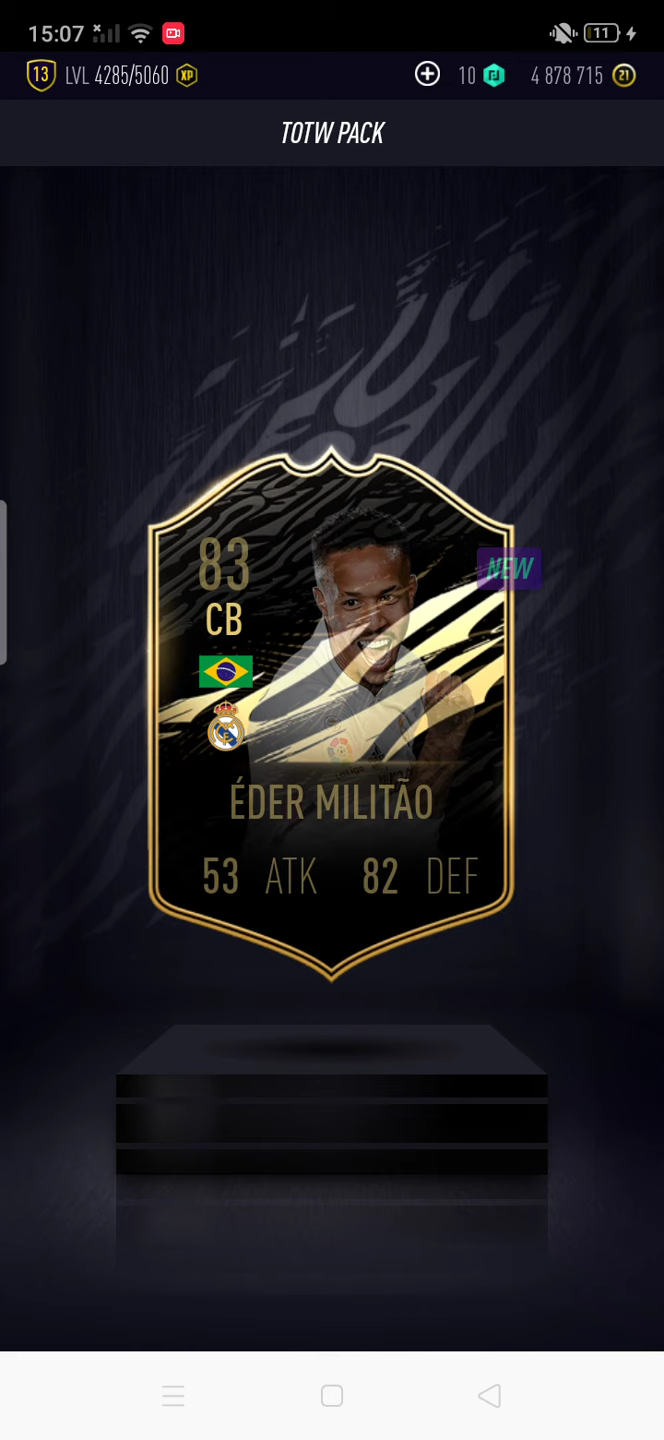 15:07 11
13 LVL 4285/5060 XP 10 4 878 715 21
TOTW PACK
83
NEW
CB
ÉDER MILITÃO
53 ATK 82 DEF